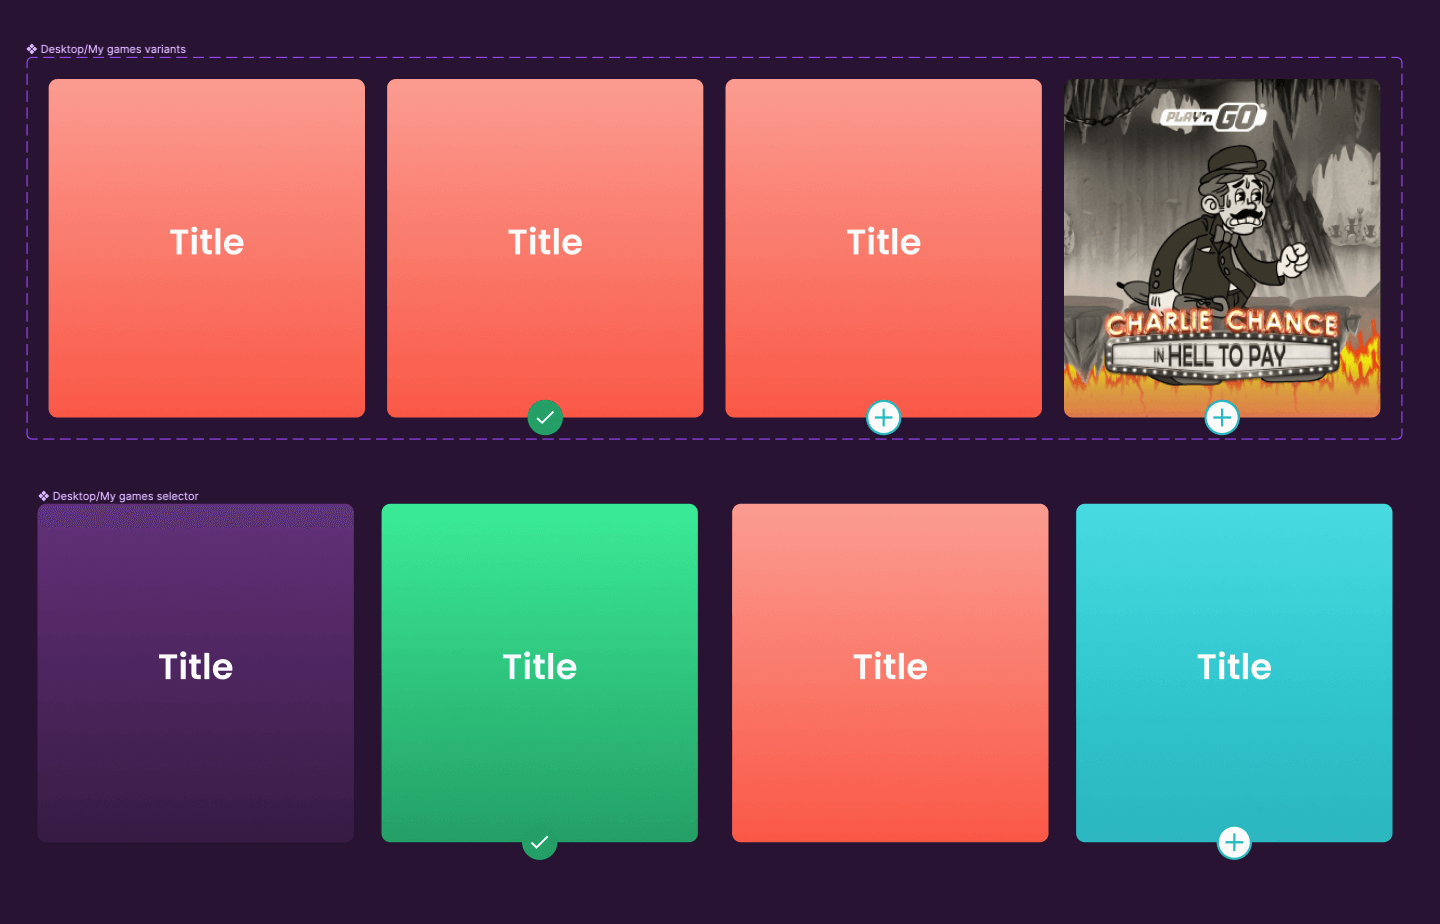 Desktop/My games variants
Title
Title
Title
PLAY'n GO
CHARLIE CHANCE
IN HELL TO PAY
Desktop/My games selector
Title
Title
Title
Title